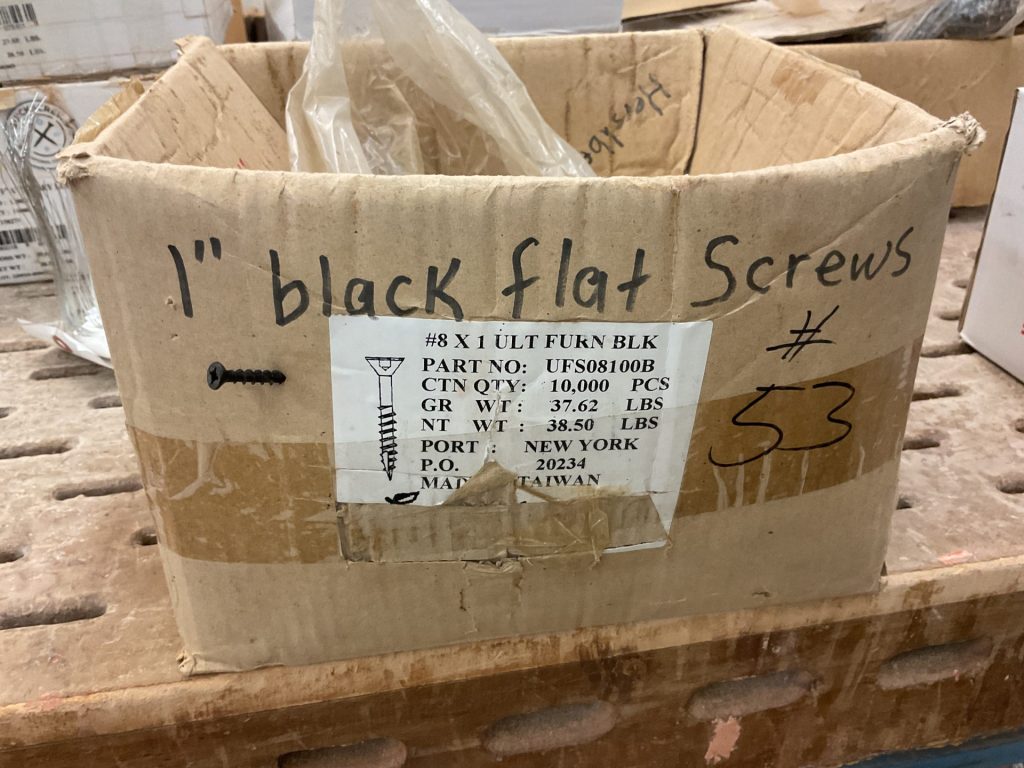 1" black flat Screws
#
53
#8 X 1 ULT FURN BLK
PART NO: UFS08100B
CTN QTY: 10,000 PCS
GR WT: 37.62 LBS
NT WT: 38.50 LBS
PORT: NEW YORK
P.O. 20234
TAIWAN